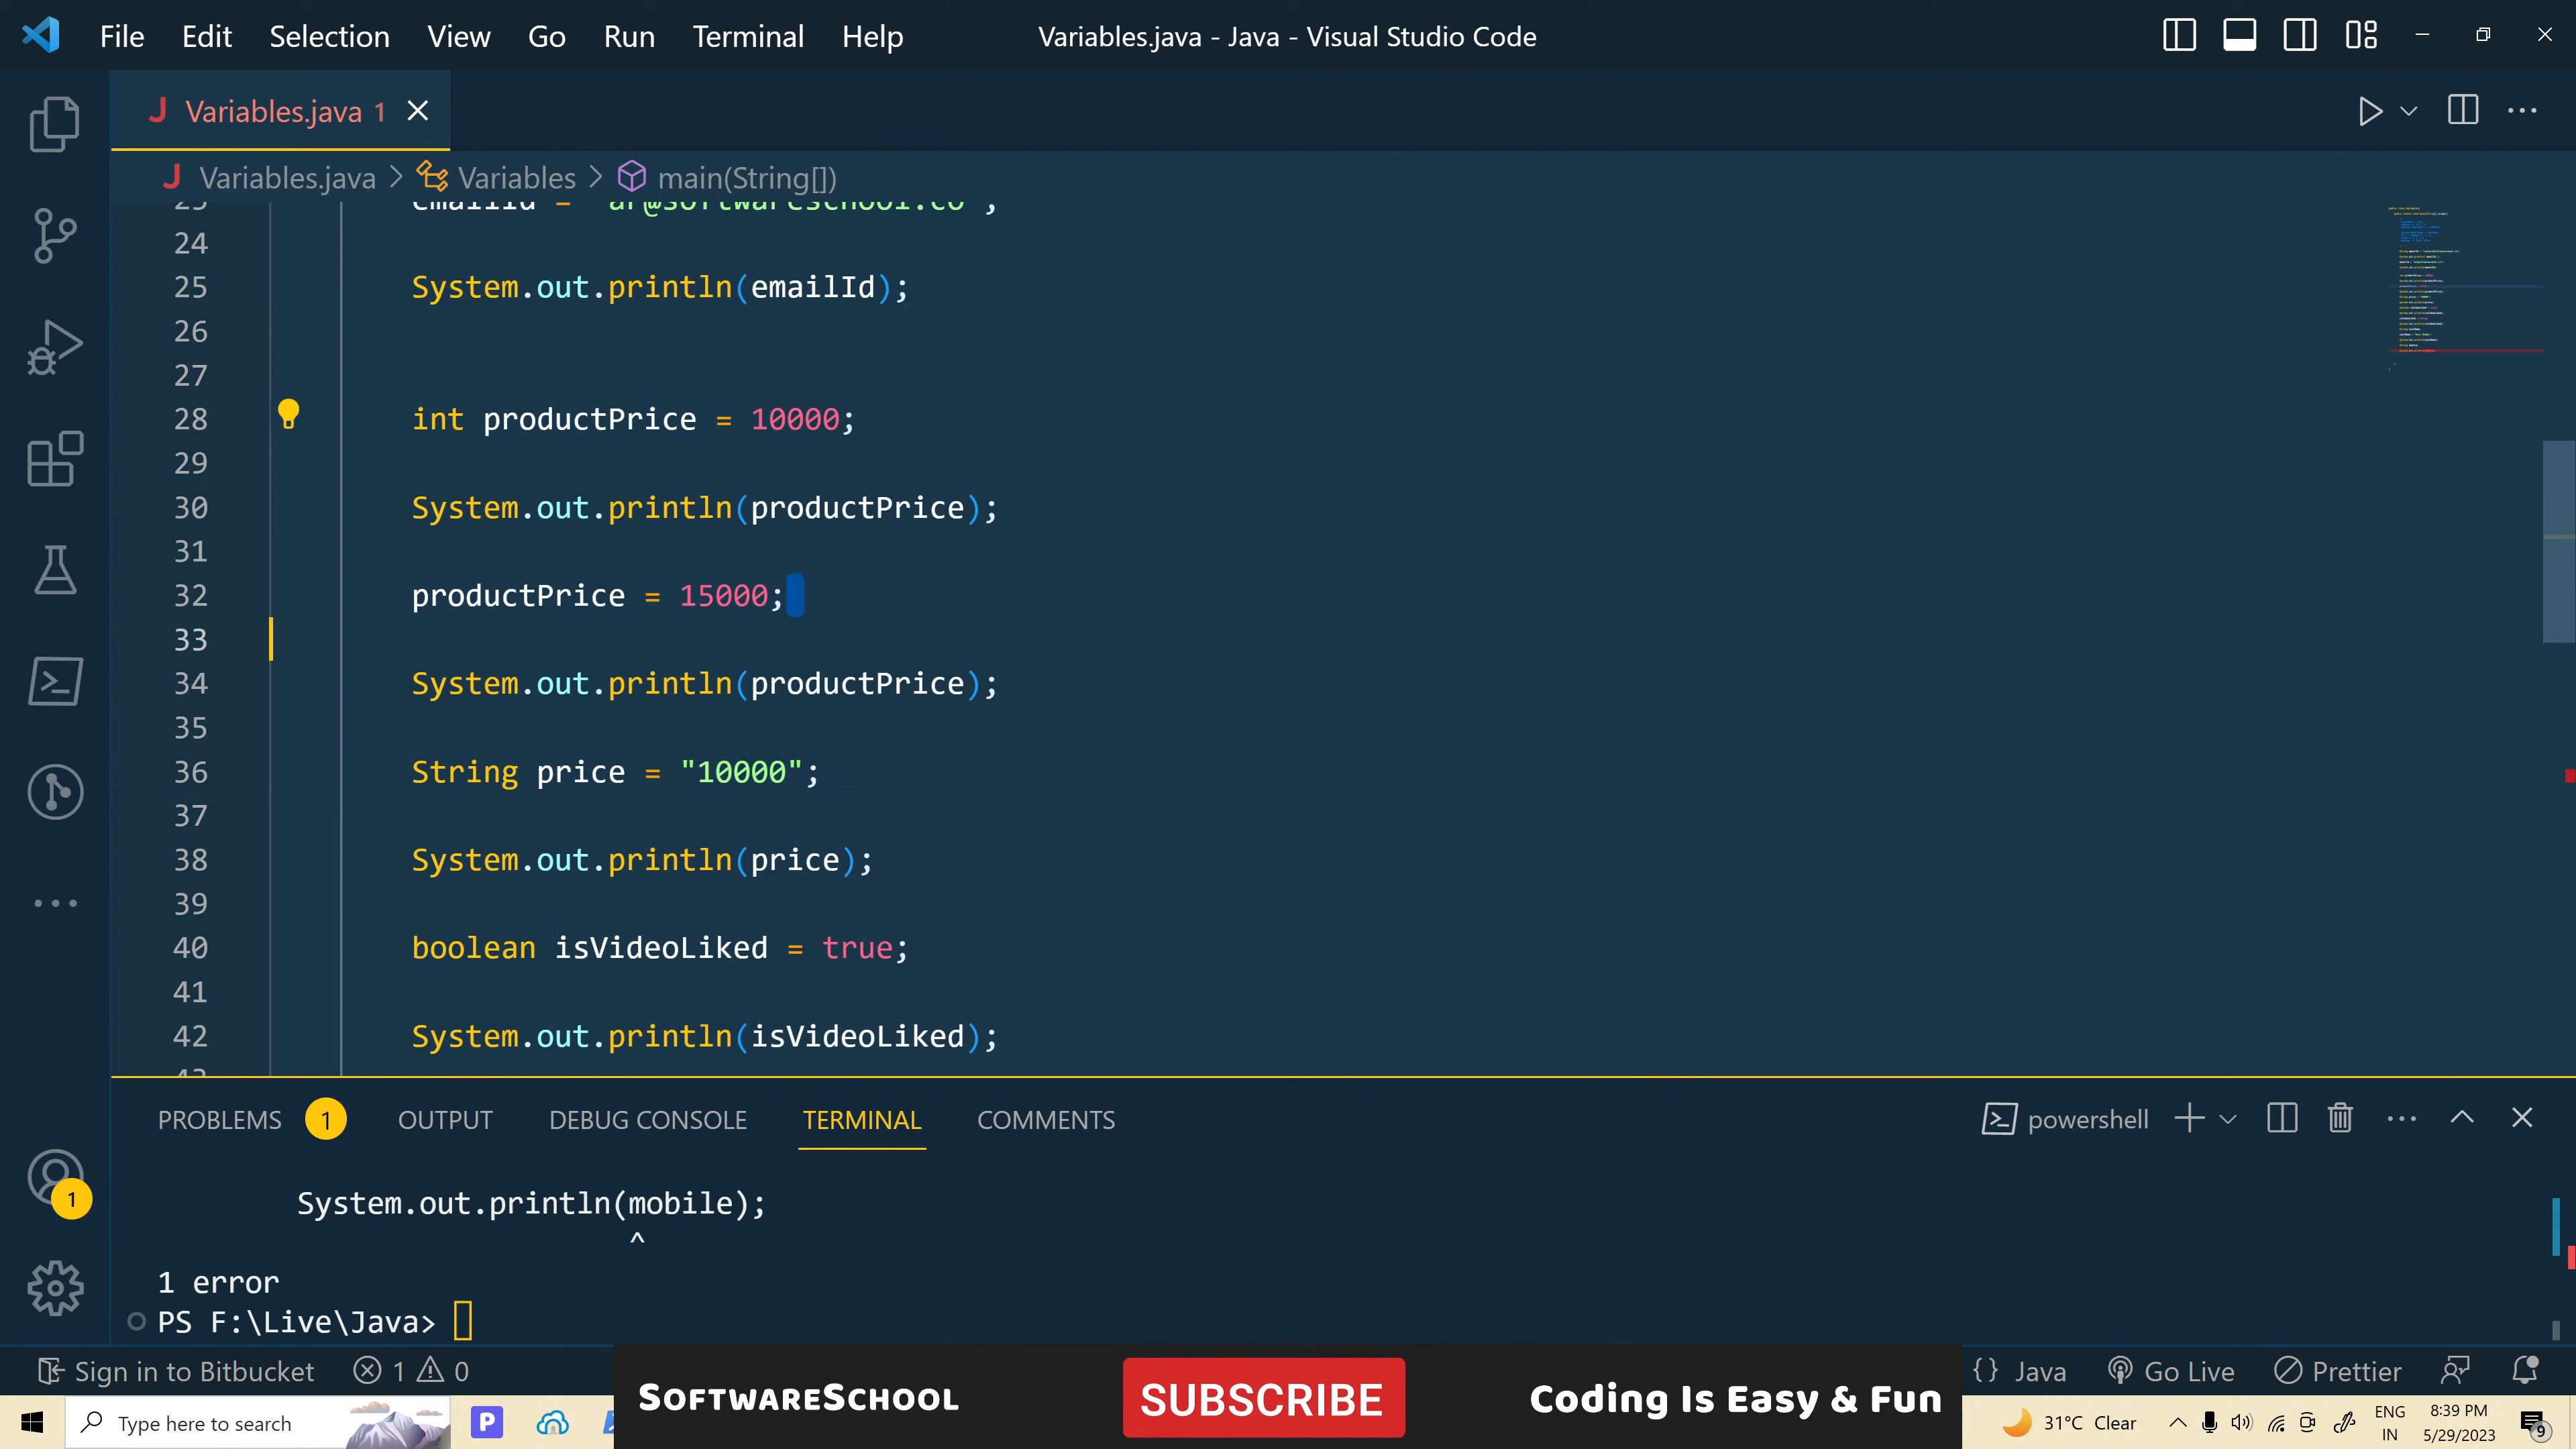 File Edit Selection View Go Run Terminal Help
Variables.java - Java - Visual Studio Code
Variables.java 1
Variables.java > Variables > main(String[])
emailId = "ar@softwareschool.co";
24
25 System.out.println(emailId);
26
27
28 int productPrice = 10000;
29
30 System.out.println(productPrice);
31
32 productPrice = 15000;
33
34 System.out.println(productPrice);
35
36 String price = "10000";
37
38 System.out.println(price);
39
40 boolean isVideoLiked = true;
41
42 System.out.println(isVideoLiked);
PROBLEMS 1 OUTPUT DEBUG CONSOLE TERMINAL COMMENTS
powershell
System.out.println(mobile);
^
1 error
PS F:\Live\Java>
1
Sign in to Bitbucket 1 0
{} Java Go Live Prettier
SOFTWARESCHOOL
SUBSCRIBE
Coding Is Easy & Fun
Type here to search
P
31°C Clear
ENG
IN
8:39 PM
5/29/2023
9